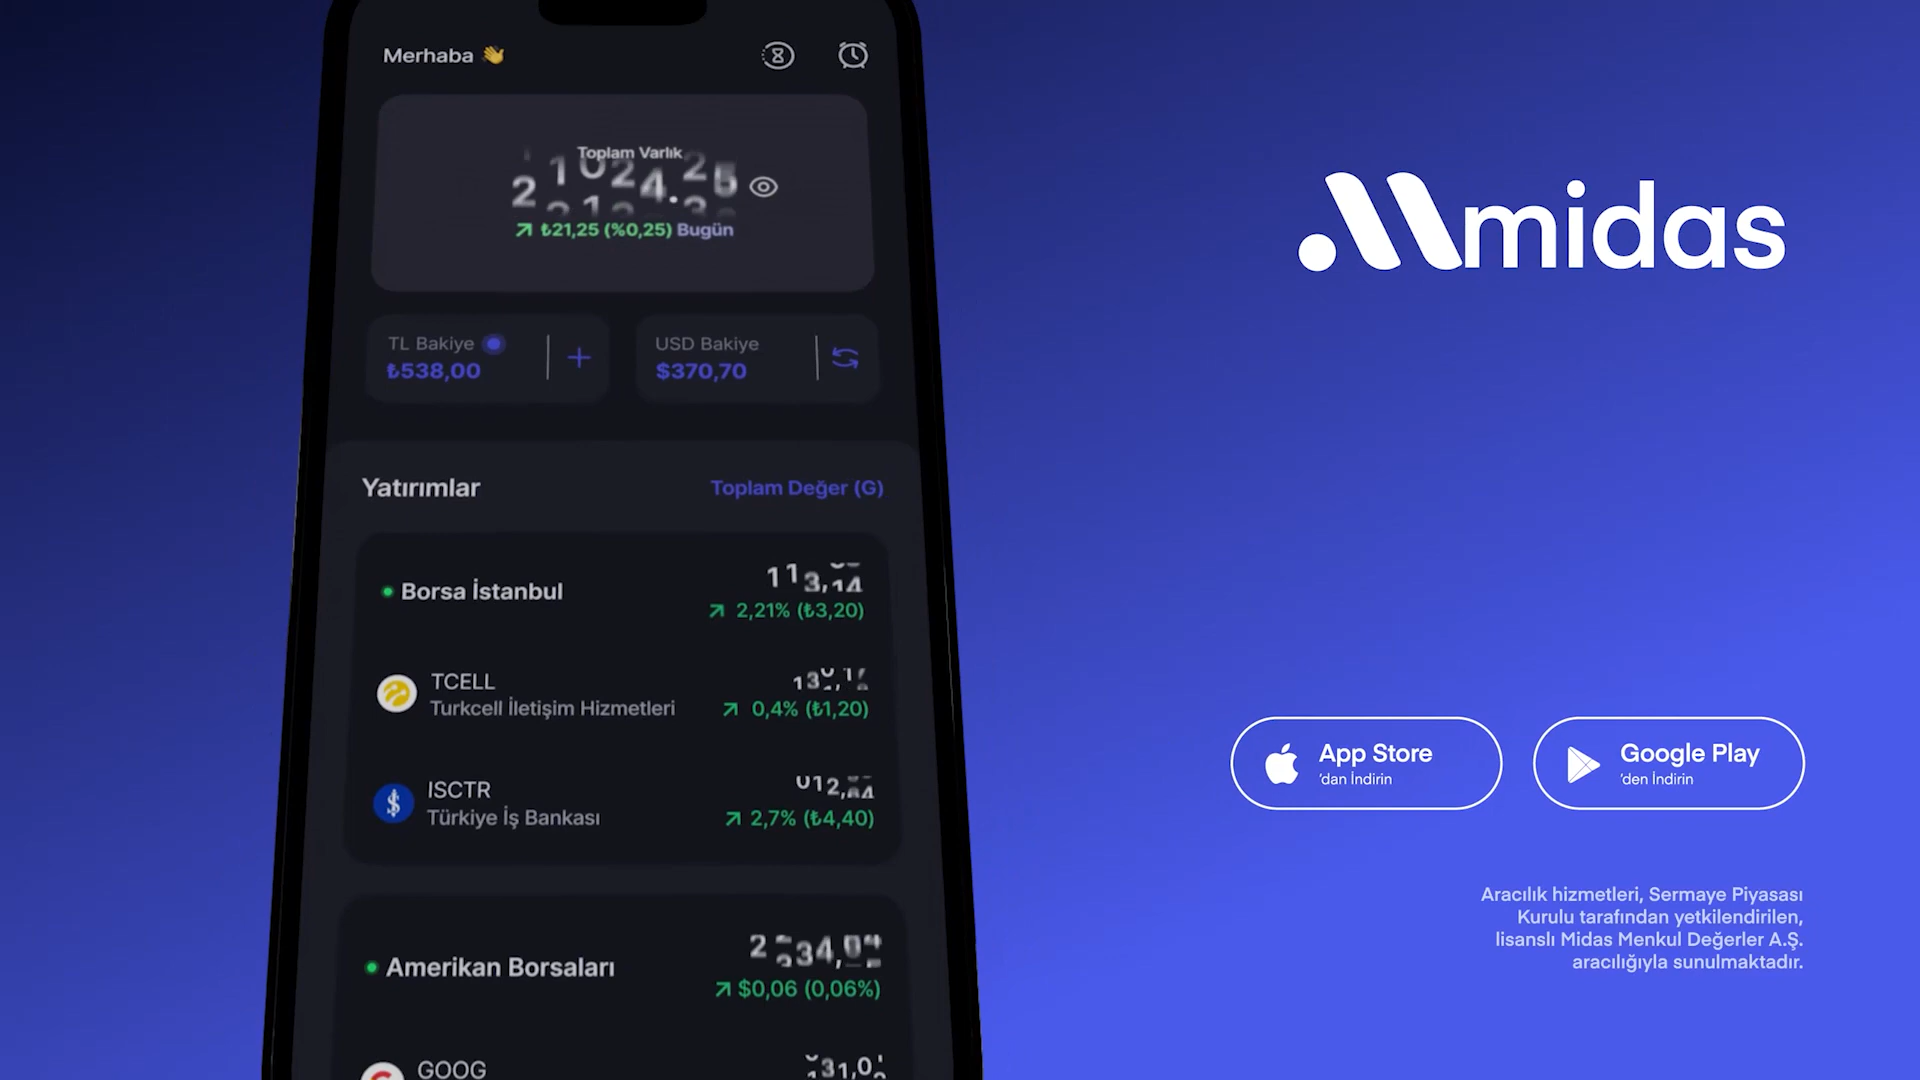 Merhaba 👋
Toplam Varlık
₺21,25 (%0,25) Bugün
TL Bakiye
₺538,00
USD Bakiye
$370,70
Yatırımlar
Toplam Değer (G)
Borsa İstanbul
2,21% (₺3,20)
TCELL
Turkcell İletişim Hizmetleri
0,4% (₺1,20)
ISCTR
Türkiye İş Bankası
2,7% (₺4,40)
Amerikan Borsaları
$0,06 (0,06%)
GOOG
midas
App Store
'dan İndirin
Google Play
'den İndirin
Aracılık hizmetleri, Sermaye Piyasası
Kurulu tarafından yetkilendirilen,
lisanslı Midas Menkul Değerler A.Ş.
aracılığıyla sunulmaktadır.